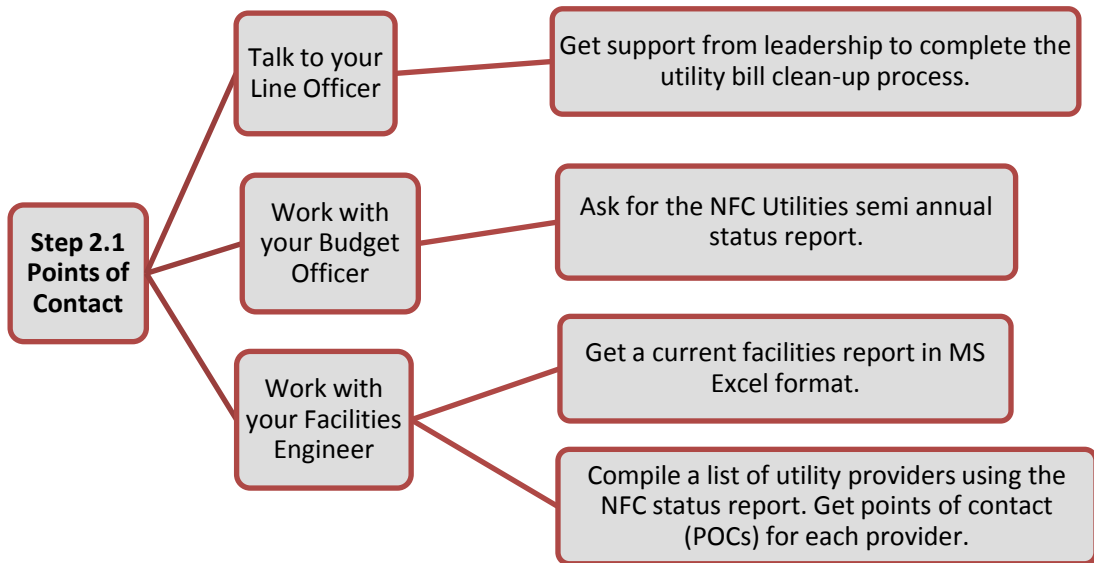 Step 2.1
Points of
Contact
Talk to your
Line Officer
Get support from leadership to complete the
utility bill clean-up process.
Work with
your Budget
Officer
Ask for the NFC Utilities semi annual
status report.
Work with
your Facilities
Engineer
Get a current facilities report in MS
Excel format.
Compile a list of utility providers using the
NFC status report. Get points of contact
(POCs) for each provider.